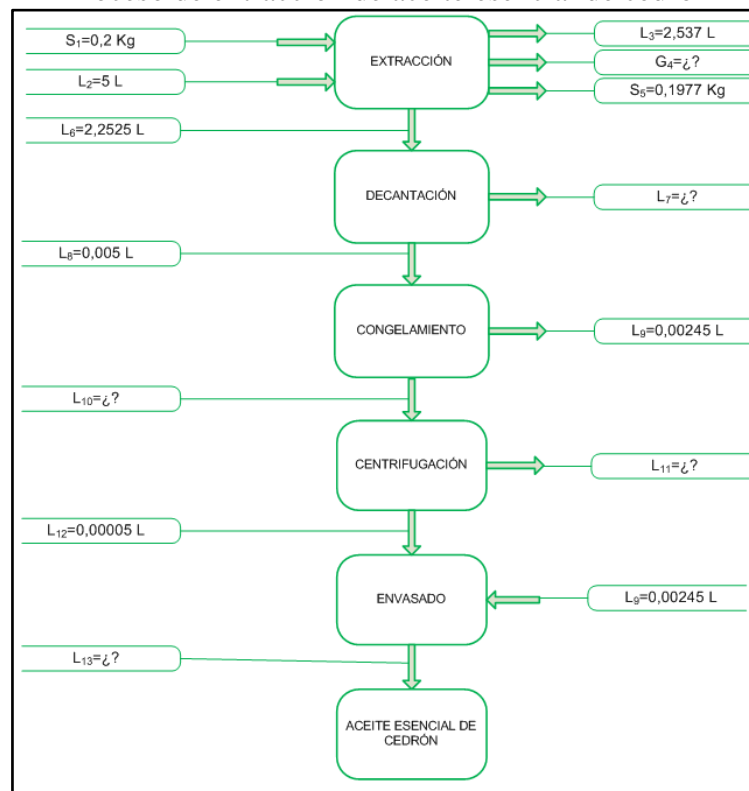 S₁=0,2 Kg
L₂=5 L
EXTRACCIÓN
L₃=2,537 L
G₄=¿?
S₅=0,1977 Kg
L₆=2,2525 L
DECANTACIÓN
L₇=¿?
L₈=0,005 L
CONGELAMIENTO
L₉=0,00245 L
L₁₀=¿?
CENTRIFUGACIÓN
L₁₁=¿?
L₁₂=0,00005 L
ENVASADO
L₉=0,00245 L
L₁₃=¿?
ACEITE ESENCIAL DE
CEDRÓN